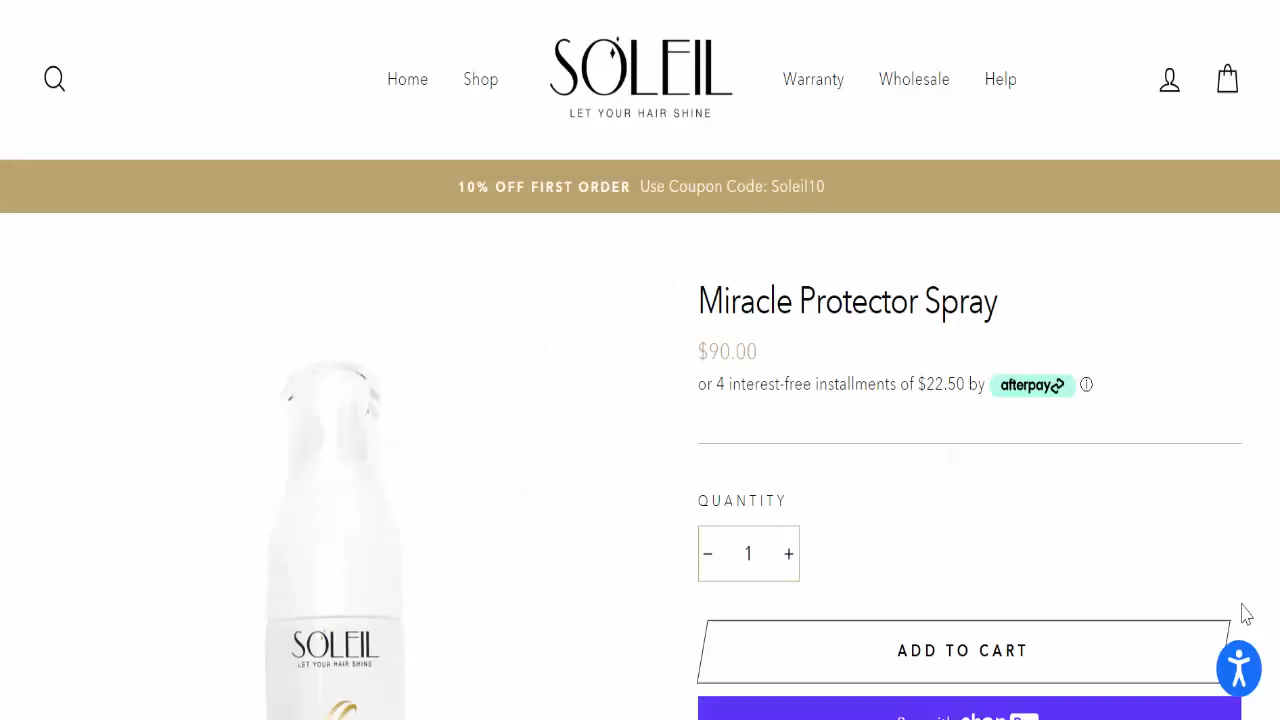 Home
Shop
SOLEIL
LET YOUR HAIR SHINE
Warranty
Wholesale
Help
10% OFF FIRST ORDER Use Coupon Code: Soleil10
Miracle Protector Spray
$90.00
or 4 interest-free installments of $22.50 by afterpay
QUANTITY
− 1 +
ADD TO CART
SOLEIL
LET YOUR HAIR SHINE